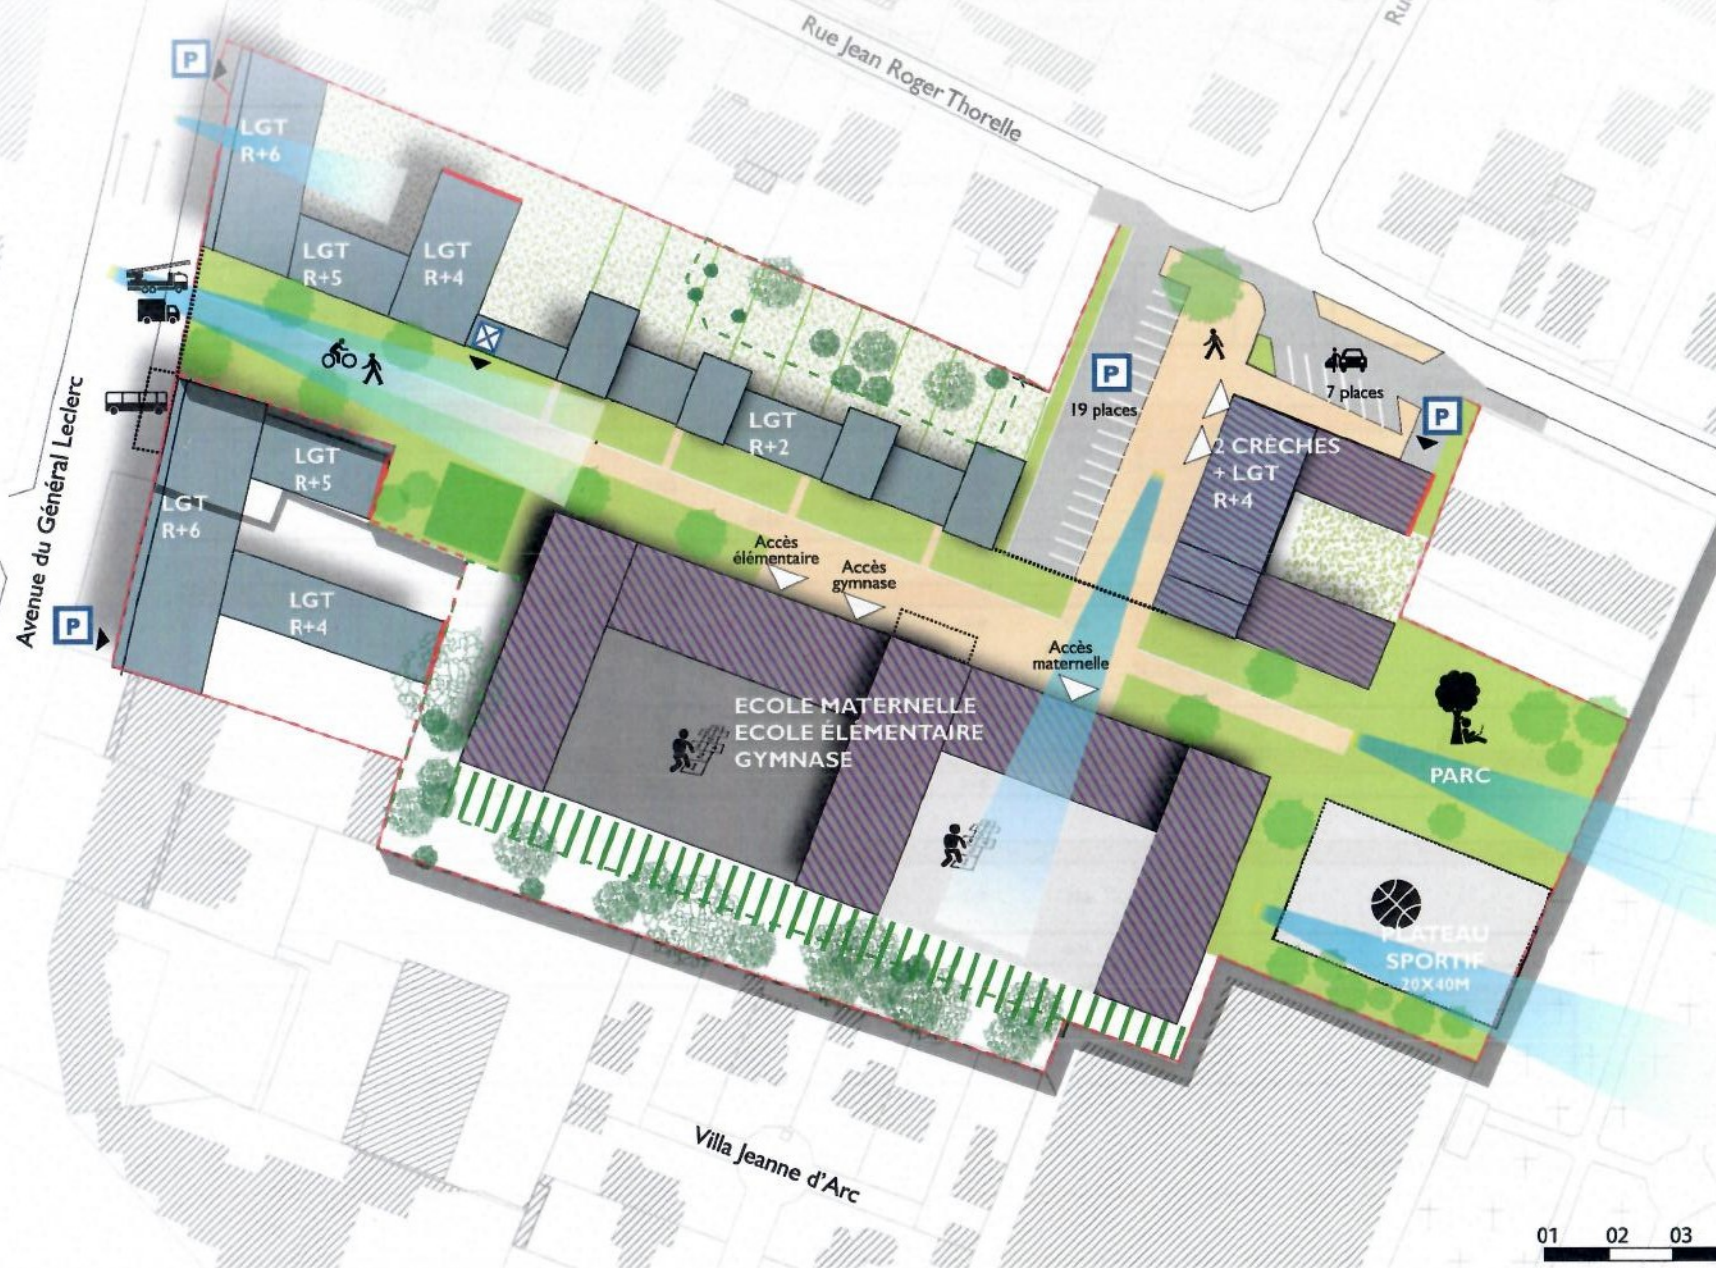 Rue Jean Roger Thorelle
Ru
P
LGT
R+6
LGT
R+5
LGT
R+4
P
19 places
7 places
P
LGT
R+2
2 CRÈCHES
+ LGT
R+4
Avenue du Général Leclerc
LGT
R+5
LGT
R+6
LGT
R+4
P
Accès
élémentaire
Accès
gymnase
Accès
maternelle
ECOLE MATERNELLE
ECOLE ÉLÉMENTAIRE
GYMNASE
PARC
PLATEAU
SPORTIF
20X40M
Villa Jeanne d'Arc
01 02 03